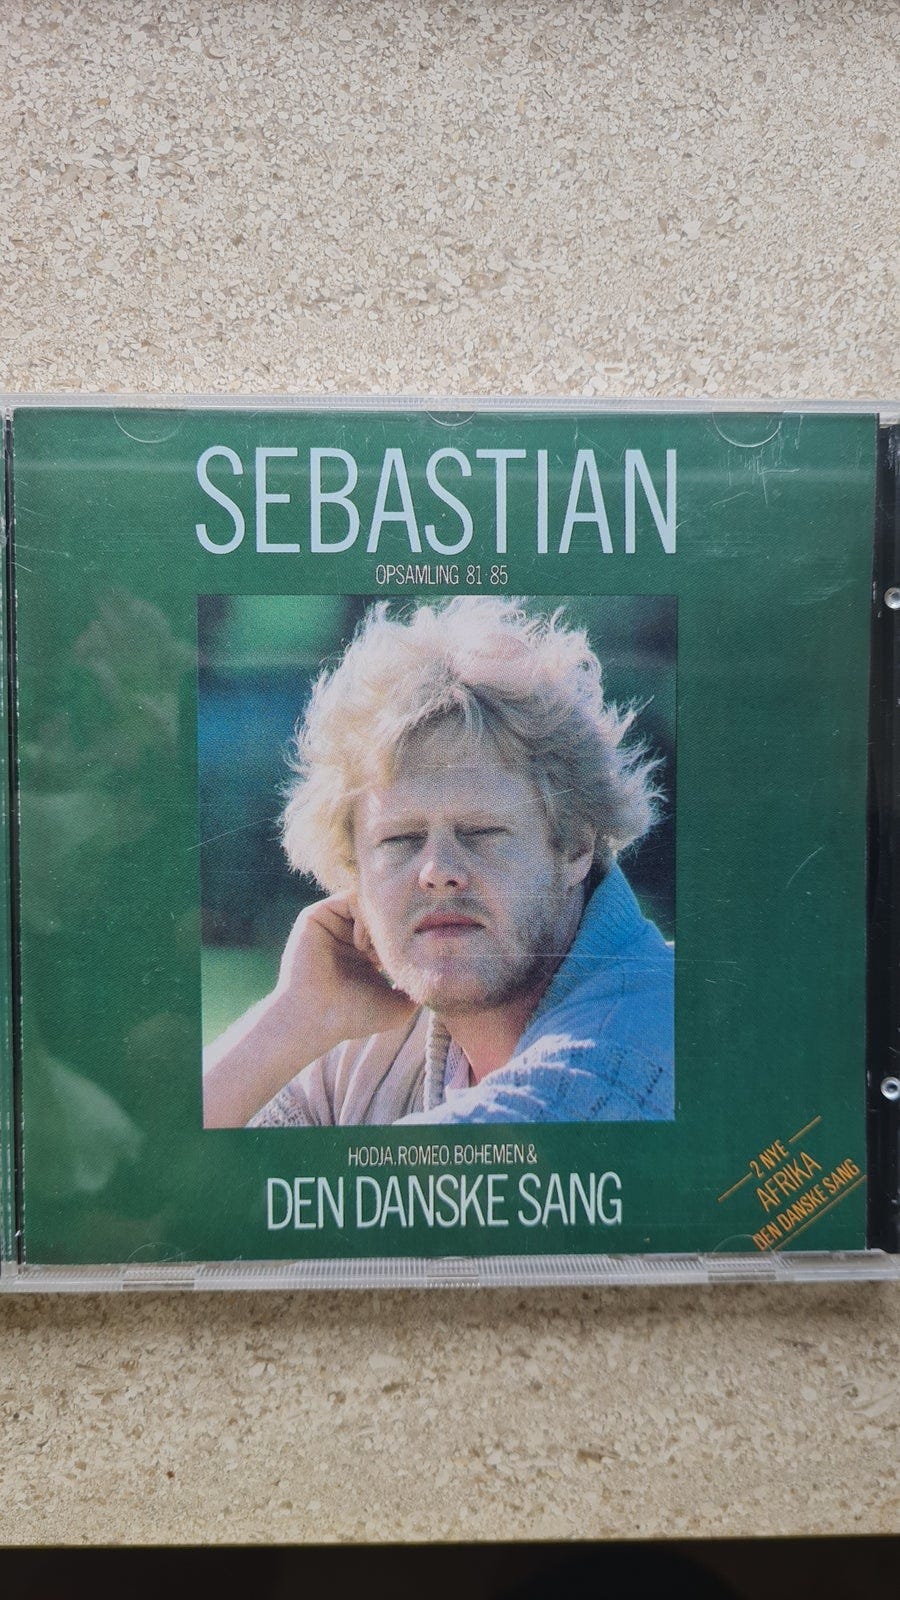 SEBASTIAN
OPSAMLING 81-85
HODJA, ROMEO, BOHEMEN &
DEN DANSKE SANG
2 NYE
AFRIKA
DEN DANSKE SANG